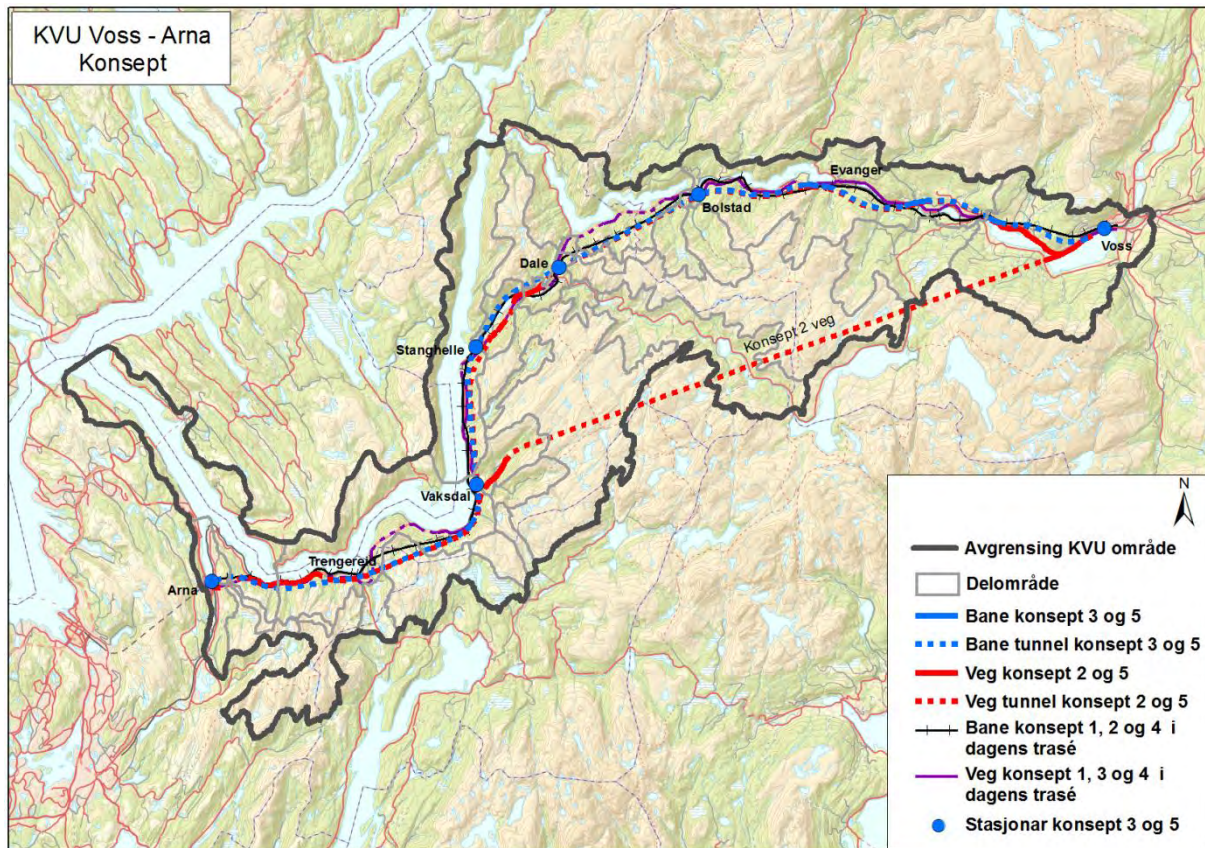 KVU Voss - Arna
Konsept
Evanger
Bolstad
Voss
Dale
Stanghelle
Konsept 2 veg
Vaksdal
Trengereid
Arna
N
Avgrensing KVU område
Delområde
Bane konsept 3 og 5
Bane tunnel konsept 3 og 5
Veg konsept 2 og 5
Veg tunnel konsept 2 og 5
Bane konsept 1, 2 og 4 i
dagens trasé
Veg konsept 1, 3 og 4 i
dagens trasé
Stasjonar konsept 3 og 5